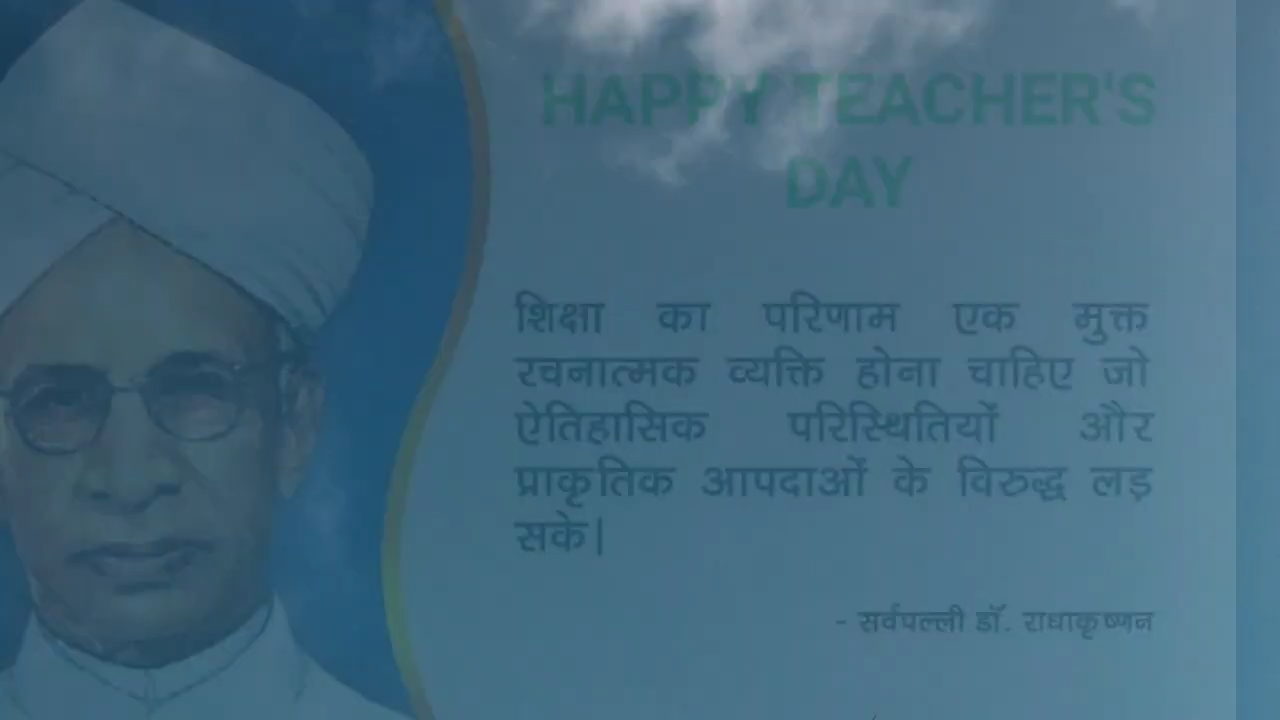 HAPPY TEACHER'S
DAY
शिक्षा का परिणाम एक मुक्त
रचनात्मक व्यक्ति होना चाहिए जो
ऐतिहासिक परिस्थितियों और
प्राकृतिक आपदाओं के विरुद्ध लड़
सके|
- सर्वपल्ली डॉ. राधाकृष्णन